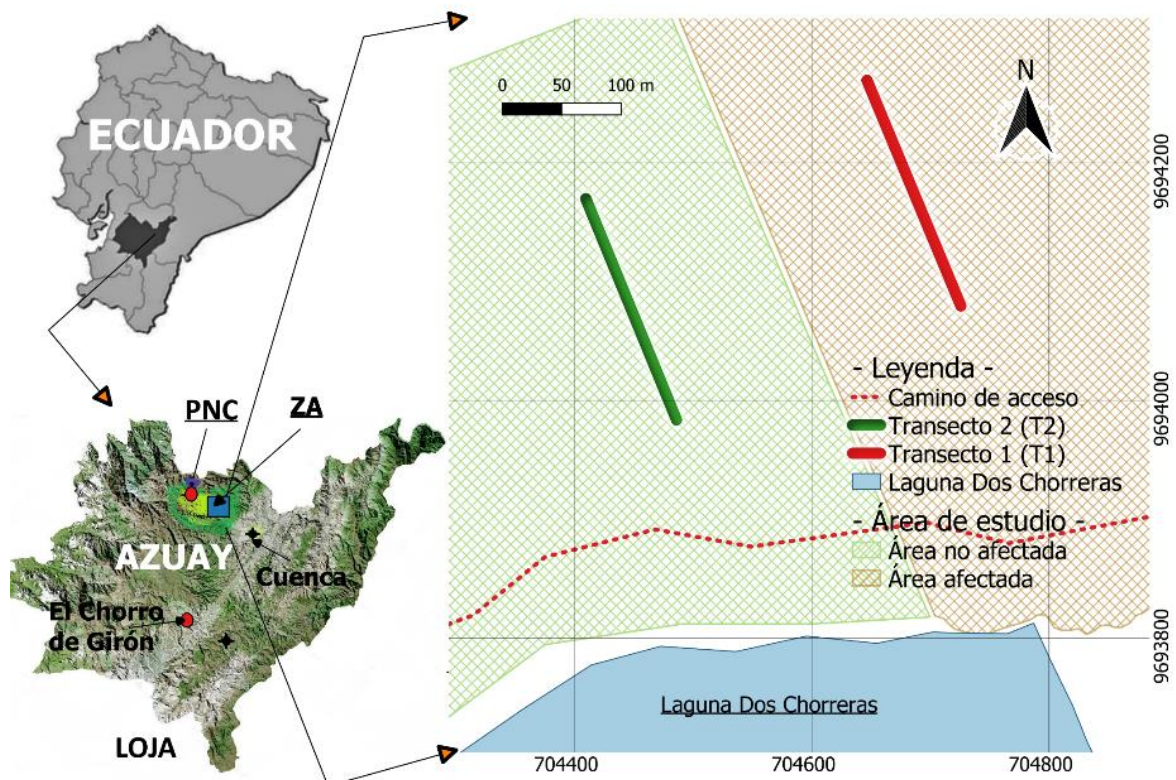 ECUADOR
PNC
ZA
AZUAY
Cuenca
El Chorro
de Girón
LOJA
0 50 100 m
N
9694200
9694000
9693800
- Leyenda -
Camino de acceso
Transecto 2 (T2)
Transecto 1 (T1)
Laguna Dos Chorreras
- Área de estudio -
Área no afectada
Área afectada
Laguna Dos Chorreras
704400 704600 704800